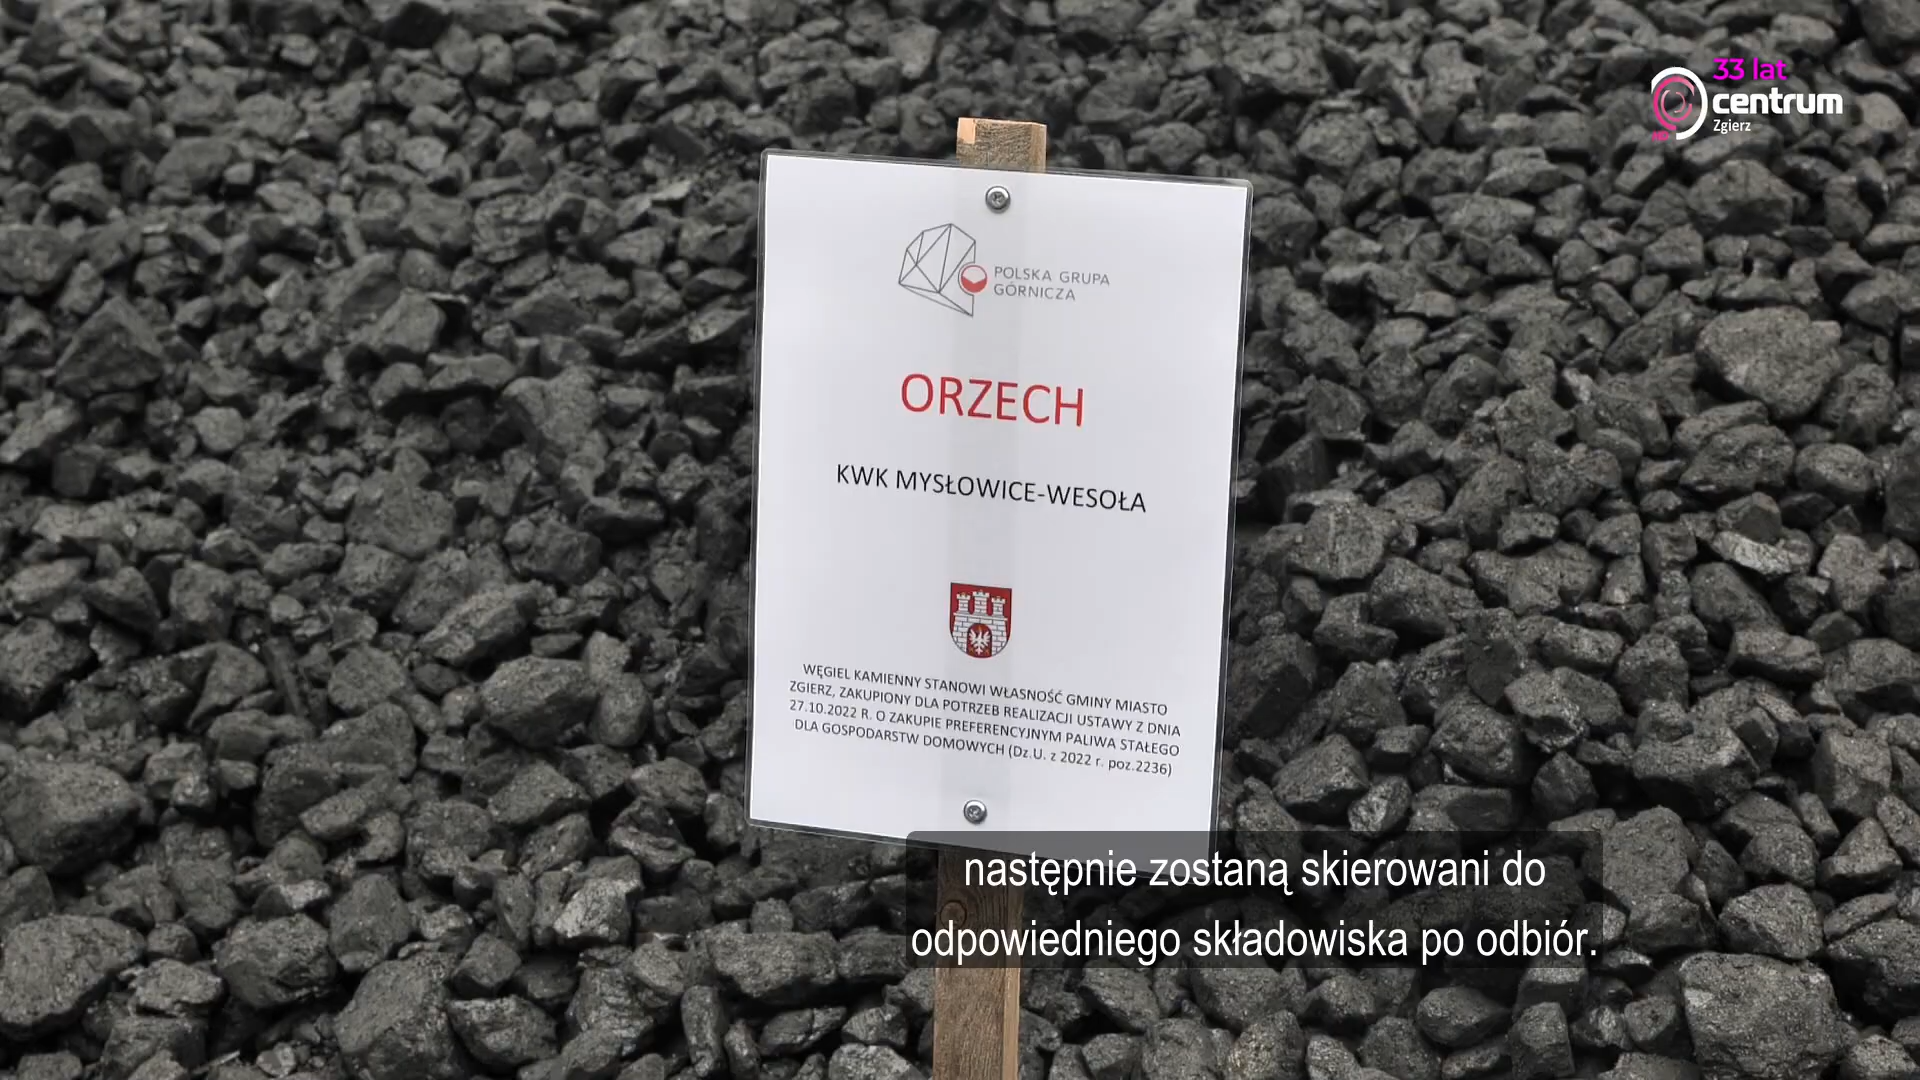 33 lat
centrum
Zgierz
POLSKA GRUPA
GÓRNICZA
ORZECH
KWK MYSŁOWICE-WESOŁA
WĘGIEL KAMIENNY STANOWI WŁASNOŚĆ GMINY MIASTO
ZGIERZ, ZAKUPIONY DLA POTRZEB REALIZACJI USTAWY Z DNIA
27.10.2022 R. O ZAKUPIE PREFERENCYJNYM PALIWA STAŁEGO
DLA GOSPODARSTW DOMOWYCH (Dz.U. z 2022 r. poz.2236)
następnie zostaną skierowani do
odpowiedniego składowiska po odbiór.